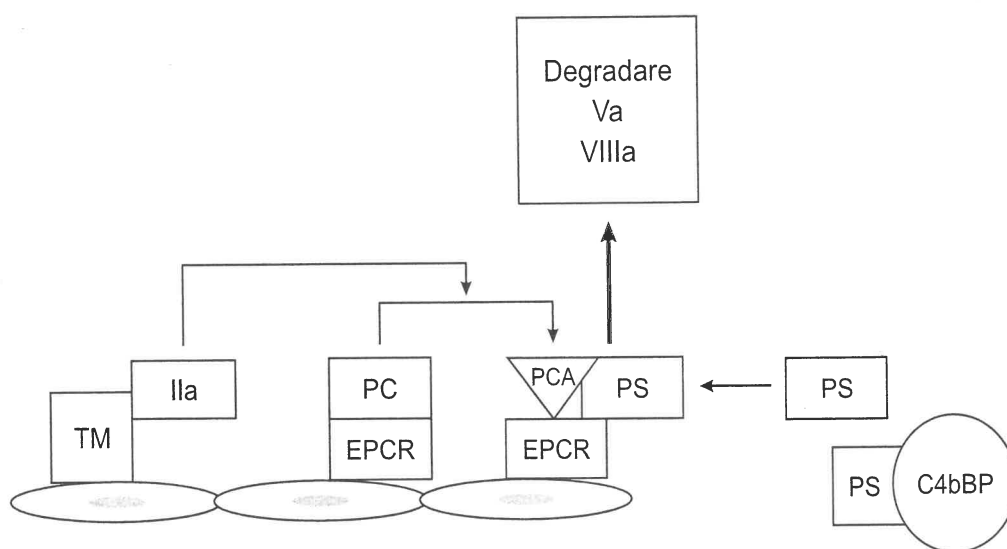 Degradare
Va
VIIIa
IIa
PC
PCA
PS
PS
TM
EPCR
EPCR
PS
C4bBP